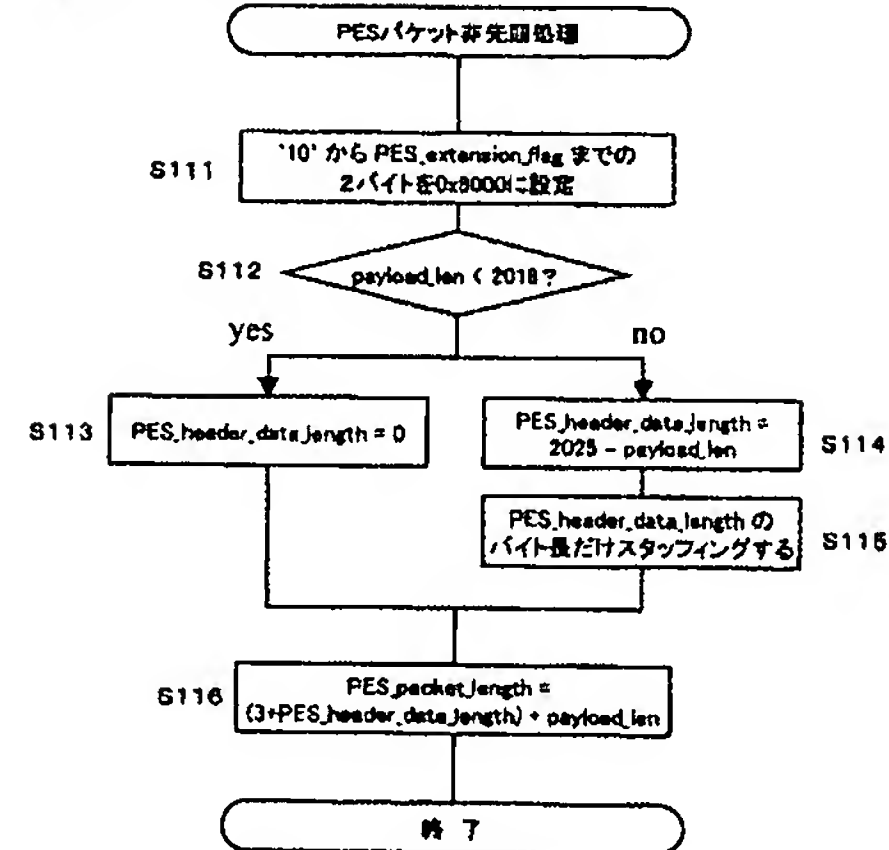 PESパケット非先頭処理
S111
'10' から PES_extension_flag までの
2バイトを0x8000に設定
S112
payload_len < 2018?
yes
no
S113
PES_header_data_length = 0
PES_header_data_length =
2025 - payload_len
S114
PES_header_data_length の
バイト長だけスタッフィングする
S115
S116
PES_packet_length =
(3+PES_header_data_length) + payload_len
終 了